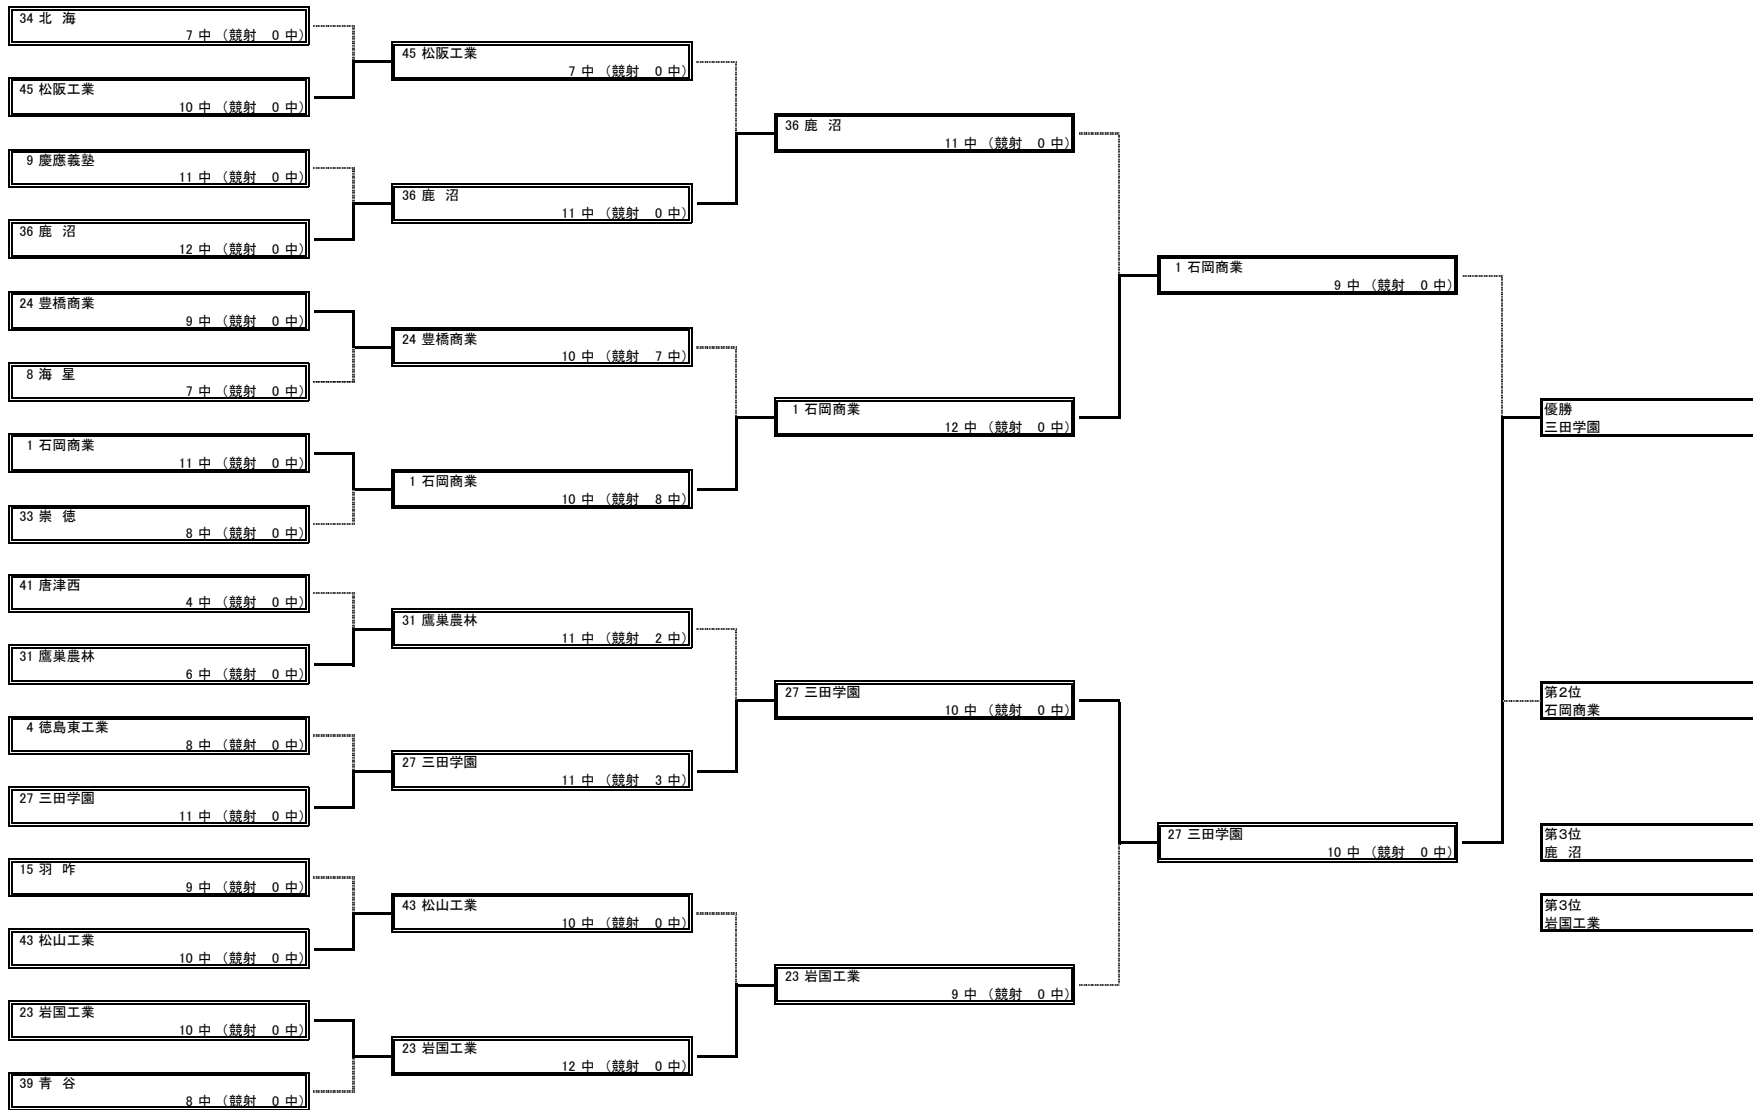 34 北　海
7 中 （競射　0 中）
45 松阪工業
10 中 （競射　0 中）
9 慶應義塾
11 中 （競射　0 中）
36 鹿　沼
12 中 （競射　0 中）
24 豊橋商業
9 中 （競射　0 中）
8 海　星
7 中 （競射　0 中）
1 石岡商業
11 中 （競射　0 中）
33 崇　徳
8 中 （競射　0 中）
41 唐津西
4 中 （競射　0 中）
31 鷹巣農林
6 中 （競射　0 中）
4 徳島東工業
8 中 （競射　0 中）
27 三田学園
11 中 （競射　0 中）
15 羽　咋
9 中 （競射　0 中）
43 松山工業
10 中 （競射　0 中）
23 岩国工業
10 中 （競射　0 中）
39 青　谷
8 中 （競射　0 中）
45 松阪工業
7 中 （競射　0 中）
36 鹿　沼
11 中 （競射　0 中）
24 豊橋商業
10 中 （競射　7 中）
1 石岡商業
10 中 （競射　8 中）
31 鷹巣農林
11 中 （競射　2 中）
27 三田学園
11 中 （競射　3 中）
43 松山工業
10 中 （競射　0 中）
23 岩国工業
12 中 （競射　0 中）
36 鹿　沼
11 中 （競射　0 中）
1 石岡商業
12 中 （競射　0 中）
27 三田学園
10 中 （競射　0 中）
23 岩国工業
9 中 （競射　0 中）
1 石岡商業
9 中 （競射　0 中）
27 三田学園
10 中 （競射　0 中）
優勝
三田学園
第2位
石岡商業
第3位
鹿　沼
第3位
岩国工業